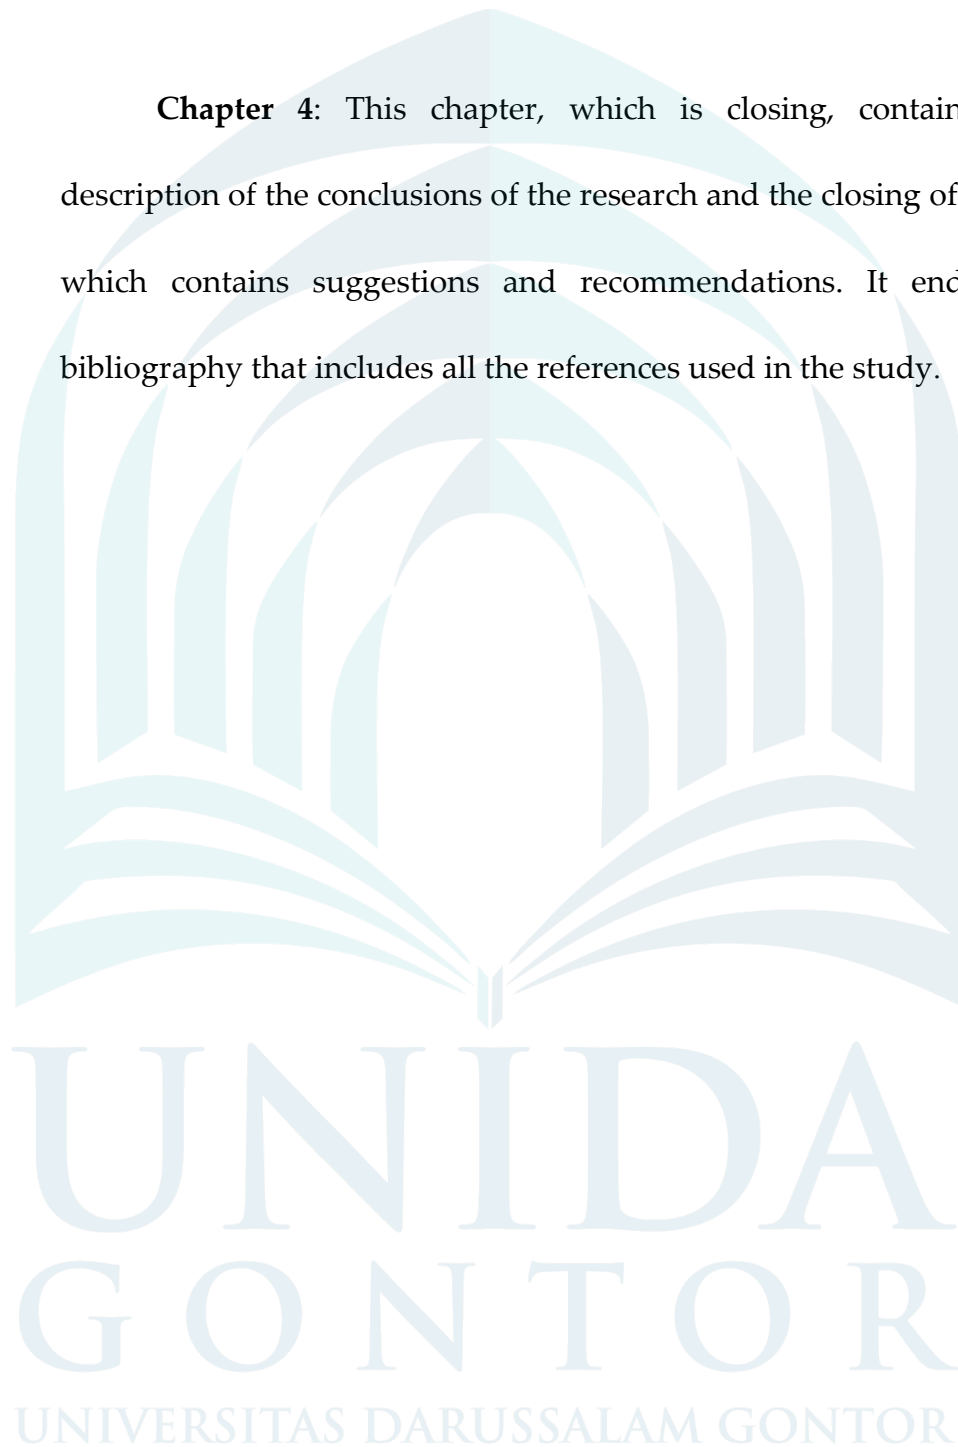 Chapter 4: This chapter, which is closing, contain
description of the conclusions of the research and the closing of
which contains suggestions and recommendations. It end
bibliography that includes all the references used in the study.
UNIDA
GONTOR
UNIVERSITAS DARUSSALAM GONTOR